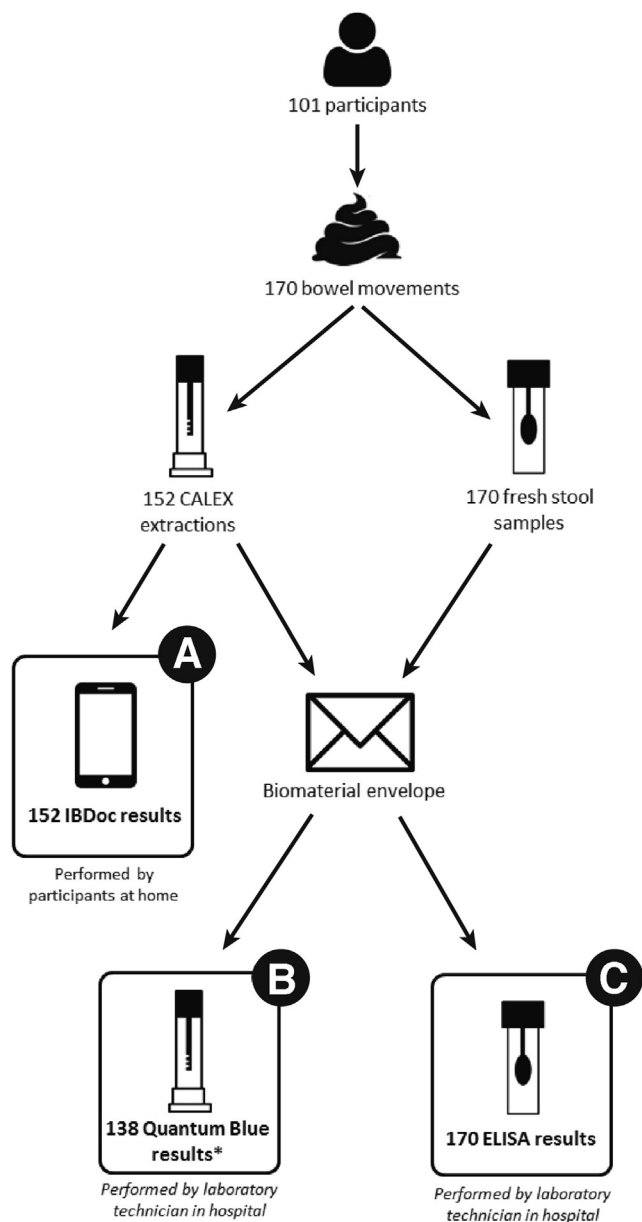 101 participants
170 bowel movements
152 CALEX
extractions
170 fresh stool
samples
A
152 IBDoc results
Performed by
participants at home
Biomaterial envelope
B
138 Quantum Blue
results*
Performed by laboratory
technician in hospital
C
170 ELISA results
Performed by laboratory
technician in hospital